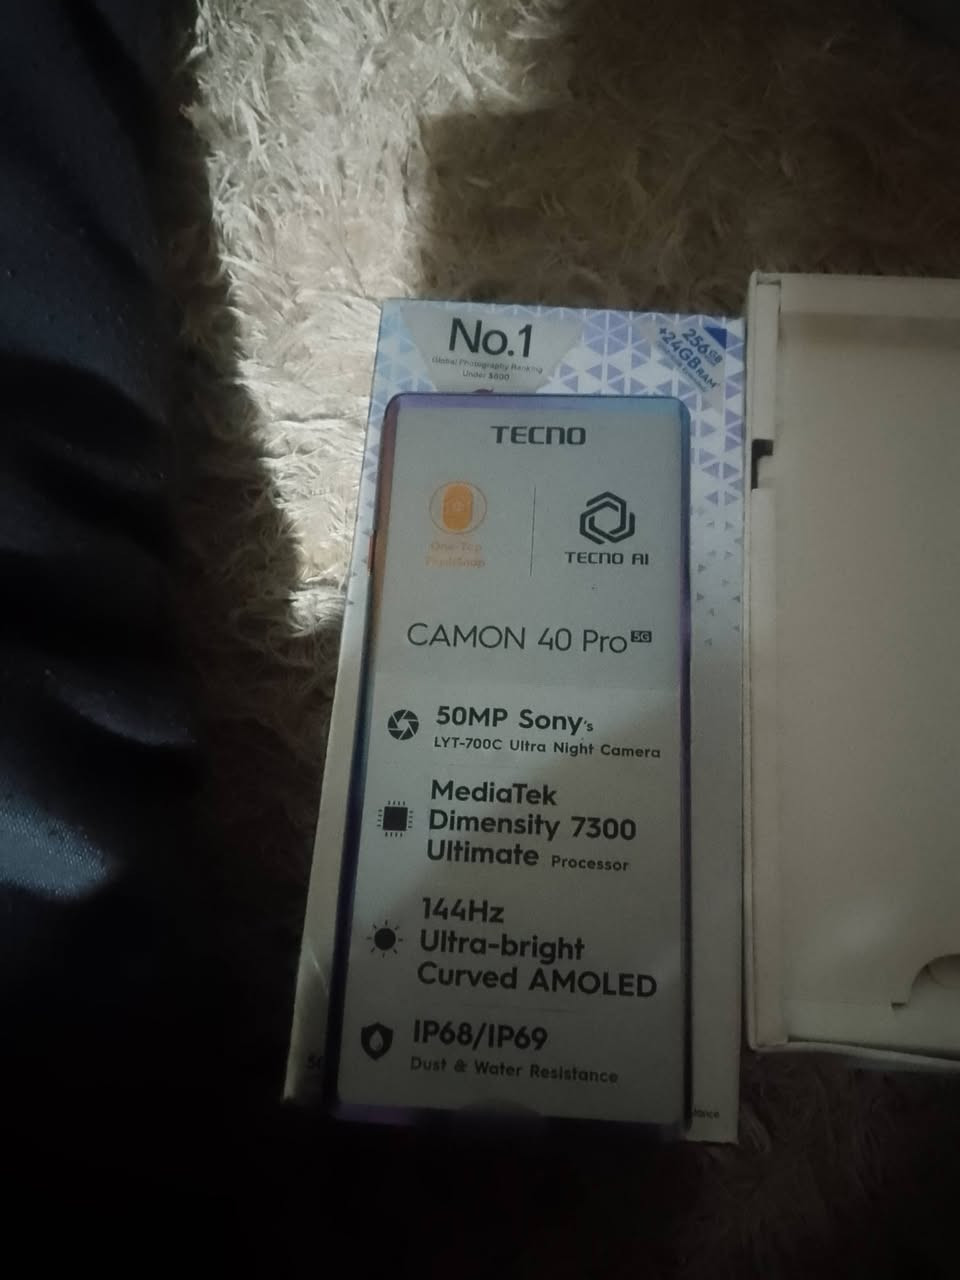 No.1
Global Photography Ranking
Under $600
256GB
+24GB RAM
TECNO
One-Tap
FlashSnap
TECNO AI
CAMON 40 Pro 5G
50MP Sony's
LYT-700C Ultra Night Camera
MediaTek
Dimensity 7300
Ultimate Processor
144Hz
Ultra-bright
Curved AMOLED
IP68/IP69
Dust & Water Resistance